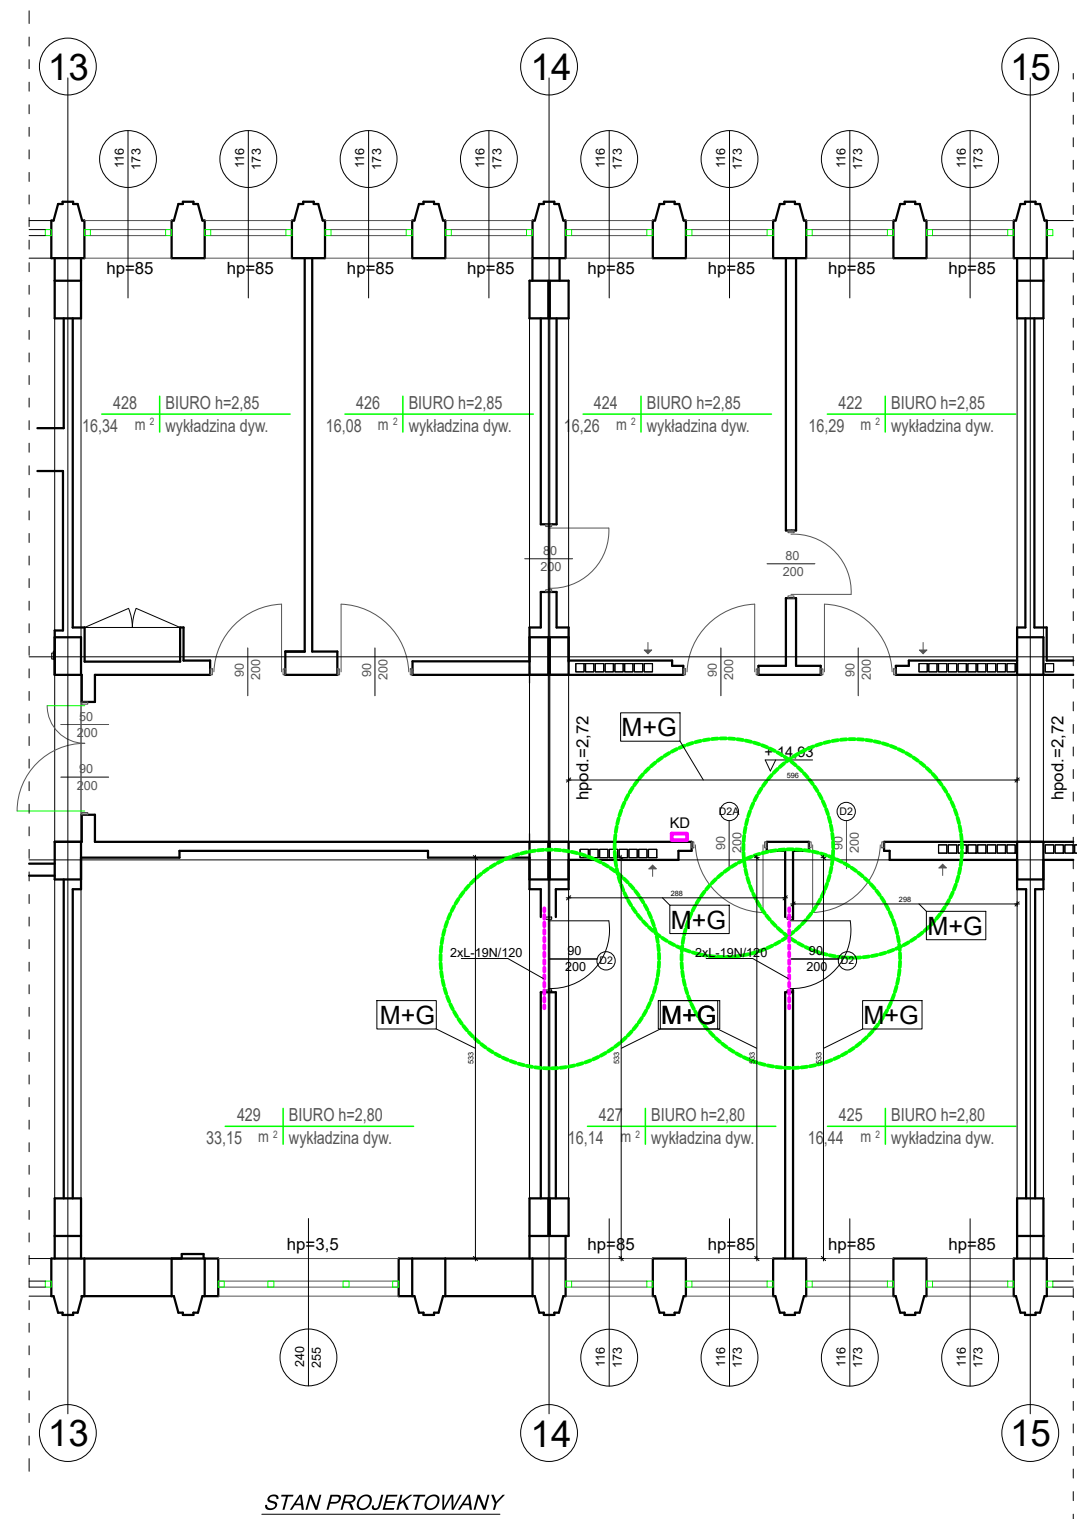 13 14 15
116 173 116 173 116 173 116 173 116 173 116 173 116 173 116 173
hp=85 hp=85 hp=85 hp=85 hp=85 hp=85 hp=85 hp=85
428 BIURO h=2,85
16,34 m 2 wykładzina dyw.
426 BIURO h=2,85
16,08 m 2 wykładzina dyw.
424 BIURO h=2,85
16,26 m 2 wykładzina dyw.
422 BIURO h=2,85
16,29 m 2 wykładzina dyw.
80
200
80
200
90
200
90
200
90
200
90
200
50
200
90
200
hpod.=2,72
M+G
+ 14,93
596
hpod.=2,72
KD
D2A
90
200
D2
90
200
288
M+G
298
M+G
2xL-19N/120
90
200
D2
2xL-19N/120
90
200
D2
M+G
M+G
M+G
533
533
533
533
429 BIURO h=2,80
33,15 m 2 wykładzina dyw.
427 BIURO h=2,80
16,14 m 2 wykładzina dyw.
425 BIURO h=2,80
16,44 m 2 wykładzina dyw.
hp=3,5 hp=85 hp=85 hp=85 hp=85
240 255 116 173 116 173 116 173 116 173
13 14 15
STAN PROJEKTOWANY